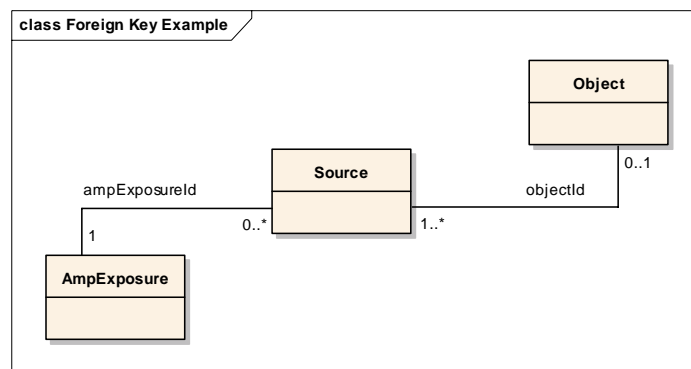 class Foreign Key Example
Object
0..1
Source
ampExposureId
objectId
0..*
1..*
1
AmpExposure